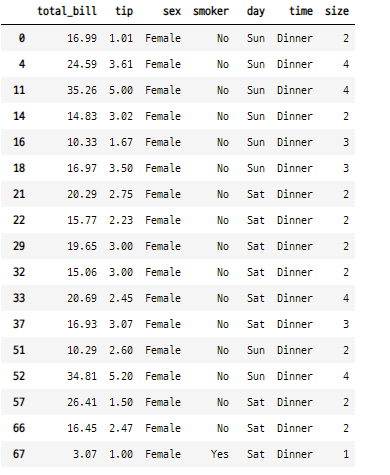 total_bill tip sex smoker day time size
0 16.99 1.01 Female No Sun Dinner 2
4 24.59 3.61 Female No Sun Dinner 4
11 35.26 5.00 Female No Sun Dinner 4
14 14.83 3.02 Female No Sun Dinner 2
16 10.33 1.67 Female No Sun Dinner 3
18 16.97 3.50 Female No Sun Dinner 3
21 20.29 2.75 Female No Sat Dinner 2
22 15.77 2.23 Female No Sat Dinner 2
29 19.65 3.00 Female No Sat Dinner 2
32 15.06 3.00 Female No Sat Dinner 2
33 20.69 2.45 Female No Sat Dinner 4
37 16.93 3.07 Female No Sat Dinner 3
51 10.29 2.60 Female No Sun Dinner 2
52 34.81 5.20 Female No Sun Dinner 4
57 26.41 1.50 Female No Sat Dinner 2
66 16.45 2.47 Female No Sat Dinner 2
67 3.07 1.00 Female Yes Sat Dinner 1